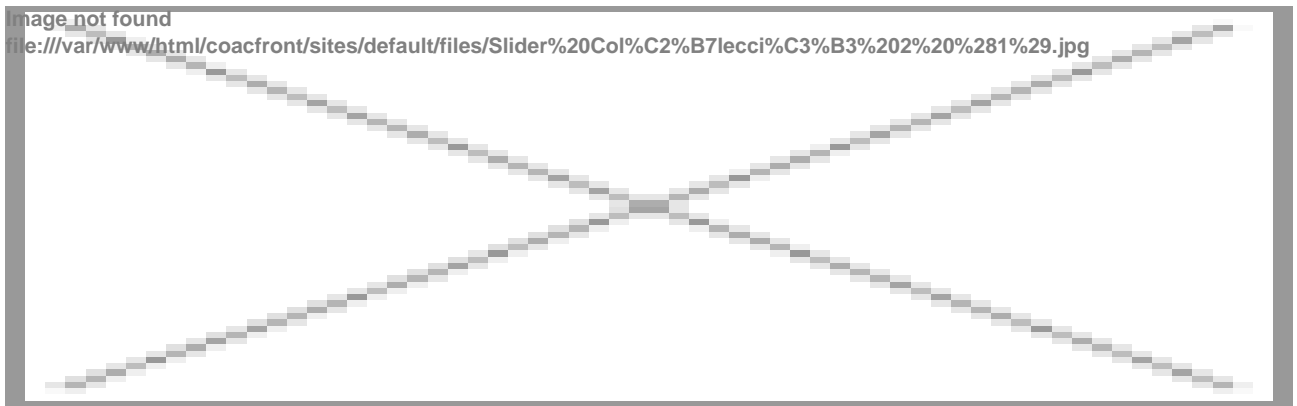 Image not found
file:///var/www/html/coacfront/sites/default/files/Slider%20Col%C2%B7lecci%C3%B3%202%20%281%29.jpg